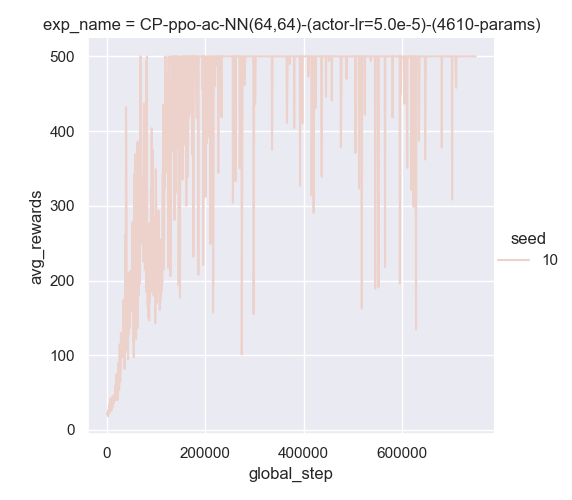 exp_name = CP-ppo-ac-NN(64,64)-(actor-lr=5.0e-5)-(4610-params)
500
400
300
200
100
0
avg_rewards
seed
10
0 200000 400000 600000
global_step